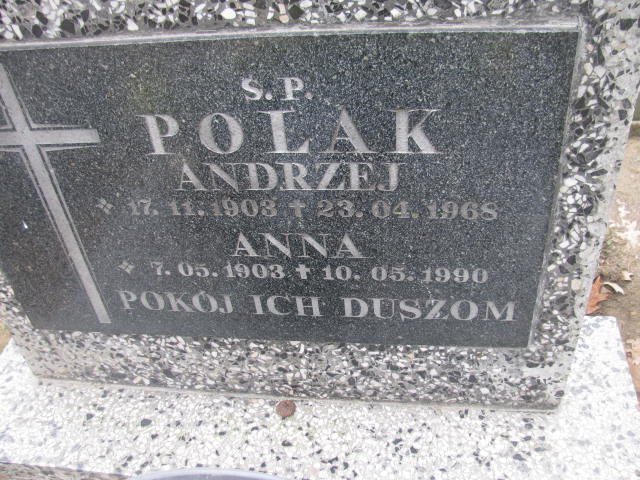 Ś.P.
POLAK
ANDRZEJ
17.11.1903 ✝ 23.04.1968
ANNA
7.05.1903 ✝ 10.05.1990
POKÓJ ICH DUSZOM